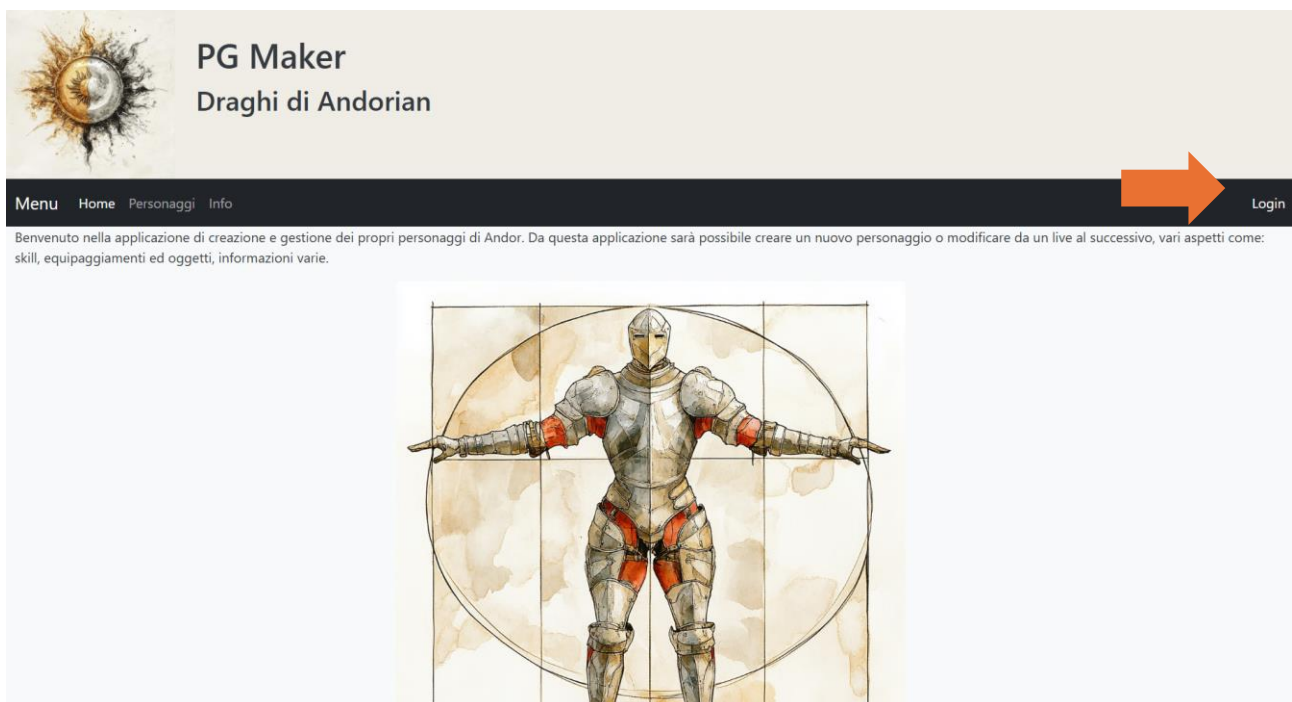 PG Maker
Draghi di Andorian
Menu Home Personaggi Info Login
Benvenuto nella applicazione di creazione e gestione dei propri personaggi di Andor. Da questa applicazione sarà possibile creare un nuovo personaggio o modificare da un live al successivo, vari aspetti come:
skill, equipaggiamenti ed oggetti, informazioni varie.